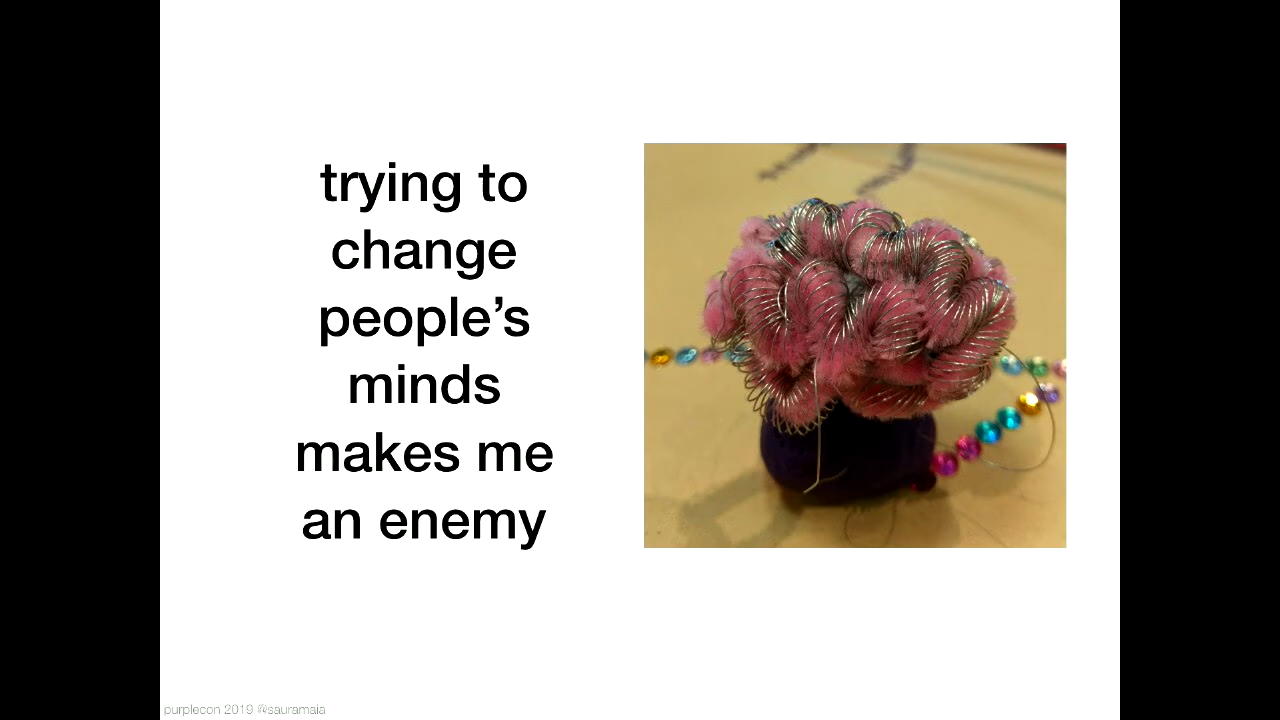 trying to
change
people’s
minds
makes me
an enemy
purplecon 2019 @sauramaia